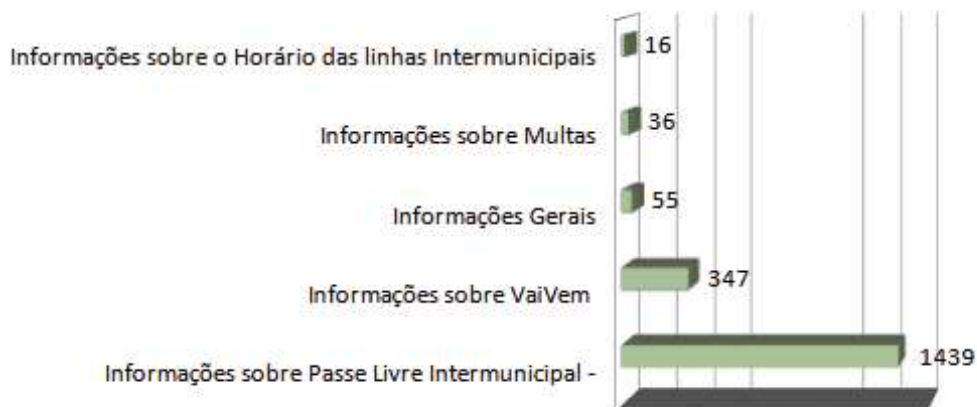 Informações sobre o Horário das linhas Intermunicipais 16
Informações sobre Multas 36
Informações Gerais 55
Informações sobre VaiVem 347
Informações sobre Passe Livre Intermunicipal - 1439